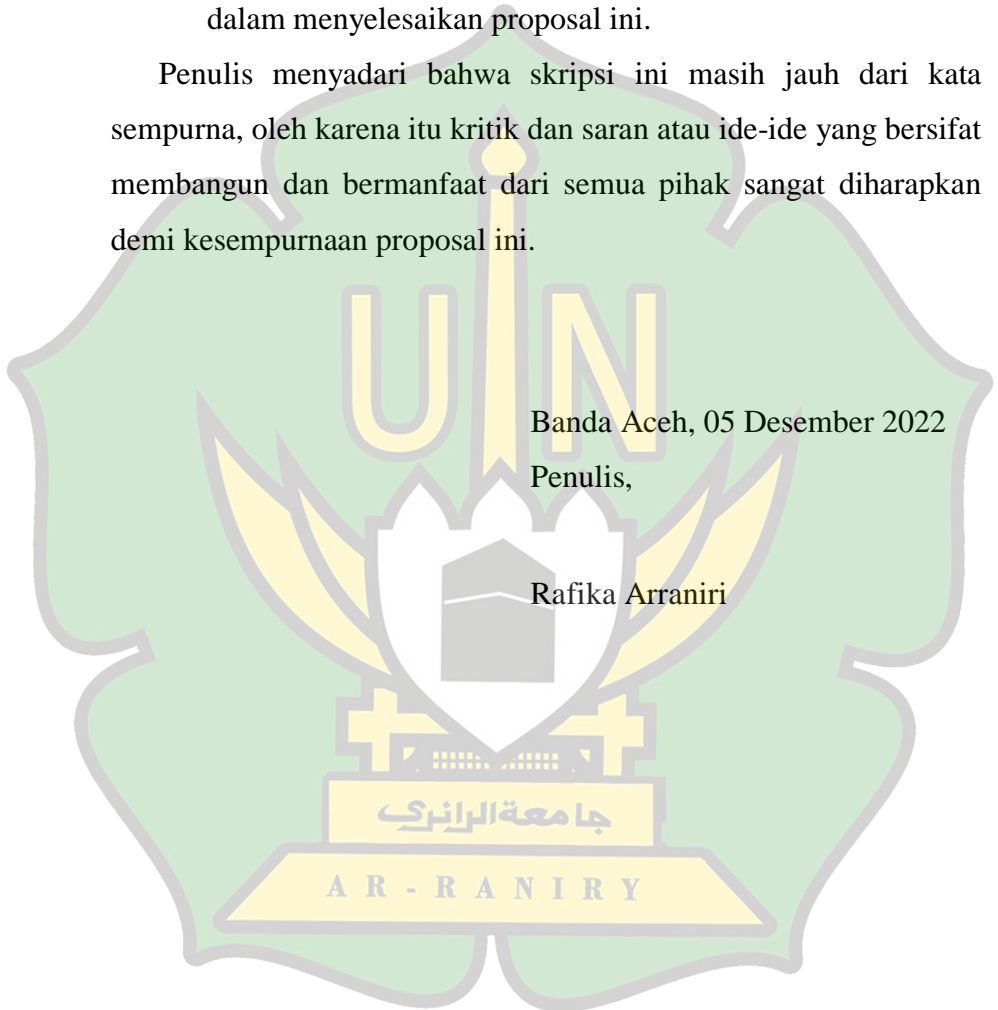 dalam menyelesaikan proposal ini.
Penulis menyadari bahwa skripsi ini masih jauh dari kata
sempurna, oleh karena itu kritik dan saran atau ide-ide yang bersifat
membangun dan bermanfaat dari semua pihak sangat diharapkan
demi kesempurnaan proposal ini.
UIN
Banda Aceh, 05 Desember 2022
Penulis,
Rafika Arraniri
جامعة الرانري
AR-RANIRY